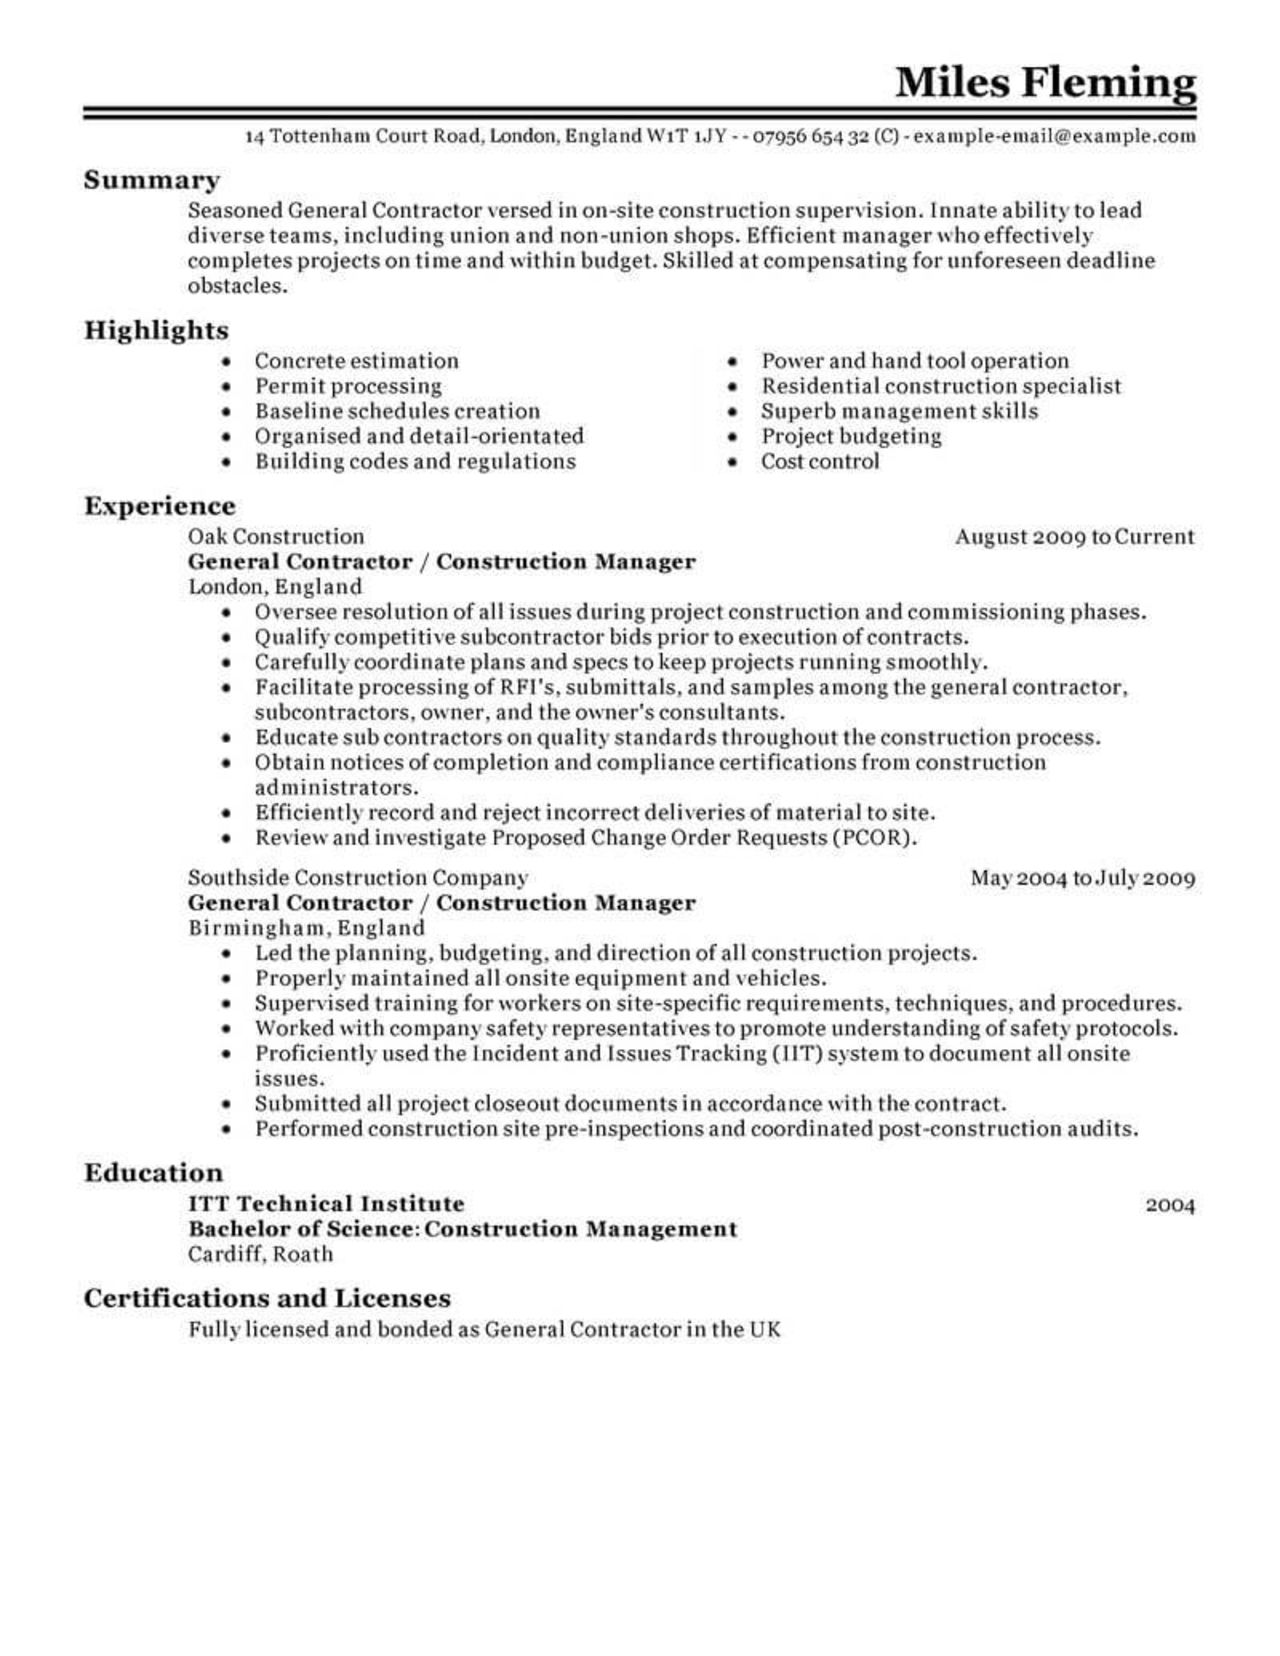 Miles Fleming
14 Tottenham Court Road, London, England W1T 1JY - - 07956 654 32 (C) - example-email@example.com
Summary
Seasoned General Contractor versed in on-site construction supervision. Innate ability to lead
diverse teams, including union and non-union shops. Efficient manager who effectively
completes projects on time and within budget. Skilled at compensating for unforeseen deadline
obstacles.
Highlights
• Concrete estimation
• Permit processing
• Baseline schedules creation
• Organised and detail-orientated
• Building codes and regulations
• Power and hand tool operation
• Residential construction specialist
• Superb management skills
• Project budgeting
• Cost control
Experience
Oak Construction August 2009 to Current
General Contractor / Construction Manager
London, England
• Oversee resolution of all issues during project construction and commissioning phases.
• Qualify competitive subcontractor bids prior to execution of contracts.
• Carefully coordinate plans and specs to keep projects running smoothly.
• Facilitate processing of RFI's, submittals, and samples among the general contractor,
subcontractors, owner, and the owner's consultants.
• Educate sub contractors on quality standards throughout the construction process.
• Obtain notices of completion and compliance certifications from construction
administrators.
• Efficiently record and reject incorrect deliveries of material to site.
• Review and investigate Proposed Change Order Requests (PCOR).
Southside Construction Company May 2004 to July 2009
General Contractor / Construction Manager
Birmingham, England
• Led the planning, budgeting, and direction of all construction projects.
• Properly maintained all onsite equipment and vehicles.
• Supervised training for workers on site-specific requirements, techniques, and procedures.
• Worked with company safety representatives to promote understanding of safety protocols.
• Proficiently used the Incident and Issues Tracking (IIT) system to document all onsite
issues.
• Submitted all project closeout documents in accordance with the contract.
• Performed construction site pre-inspections and coordinated post-construction audits.
Education
ITT Technical Institute 2004
Bachelor of Science: Construction Management
Cardiff, Roath
Certifications and Licenses
Fully licensed and bonded as General Contractor in the UK